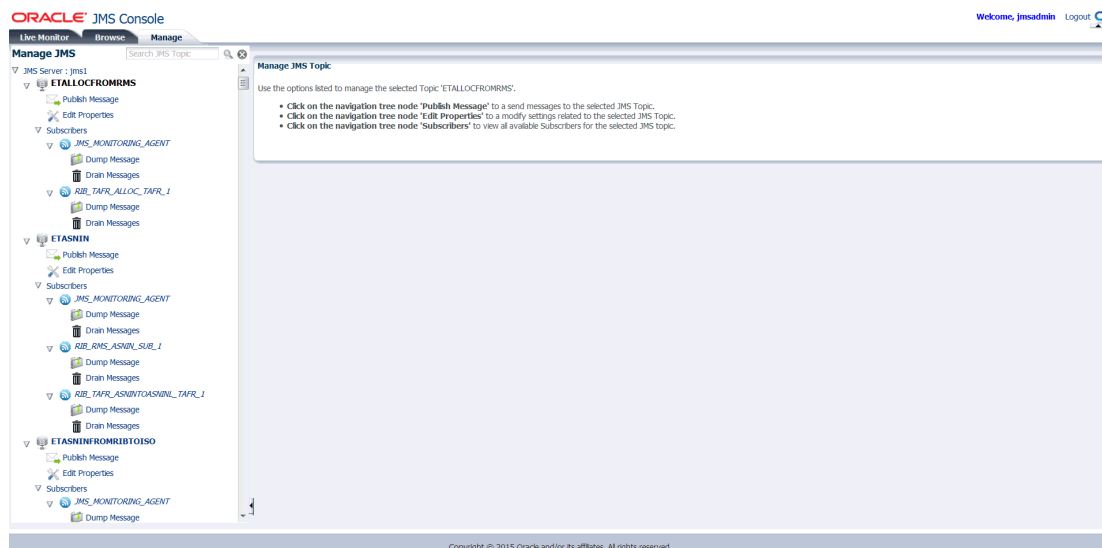 ORACLE® JMS Console
Welcome, jmsadmin Logout
Live Monitor Browse Manage
Manage JMS Search JMS Topic
JMS Server : jms1
ETALLOCFROMRMS
Publish Message
Edit Properties
Subscribers
JMS_MONITORING_AGENT
Dump Message
Drain Messages
RIB_TAFR_ALLOC_TAFR_1
Dump Message
Drain Messages
ETASNIN
Publish Message
Edit Properties
Subscribers
JMS_MONITORING_AGENT
Dump Message
Drain Messages
RIB_RMS_ASNIN_SUB_1
Dump Message
Drain Messages
RIB_TAFR_ASNINTOASNINL_TAFR_1
Dump Message
Drain Messages
ETASNINFROMRIBTOISO
Publish Message
Edit Properties
Subscribers
JMS_MONITORING_AGENT
Dump Message
Manage JMS Topic
Use the options listed to manage the selected Topic 'ETALLOCFROMRMS'.
• Click on the navigation tree node 'Publish Message' to a send messages to the selected JMS Topic.
• Click on the navigation tree node 'Edit Properties' to a modify settings related to the selected JMS Topic.
• Click on the navigation tree node 'Subscribers' to view all available Subscribers for the selected JMS topic.
Copyright © 2015 Oracle and/or its affiliates. All rights reserved.